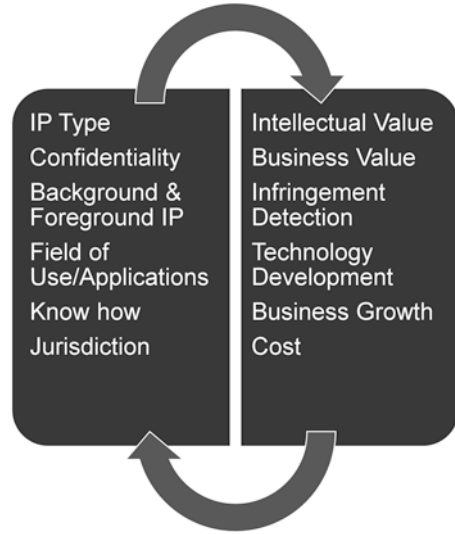 IP Type
Confidentiality
Background &
Foreground IP
Field of
Use/Applications
Know how
Jurisdiction
Intellectual Value
Business Value
Infringement
Detection
Technology
Development
Business Growth
Cost